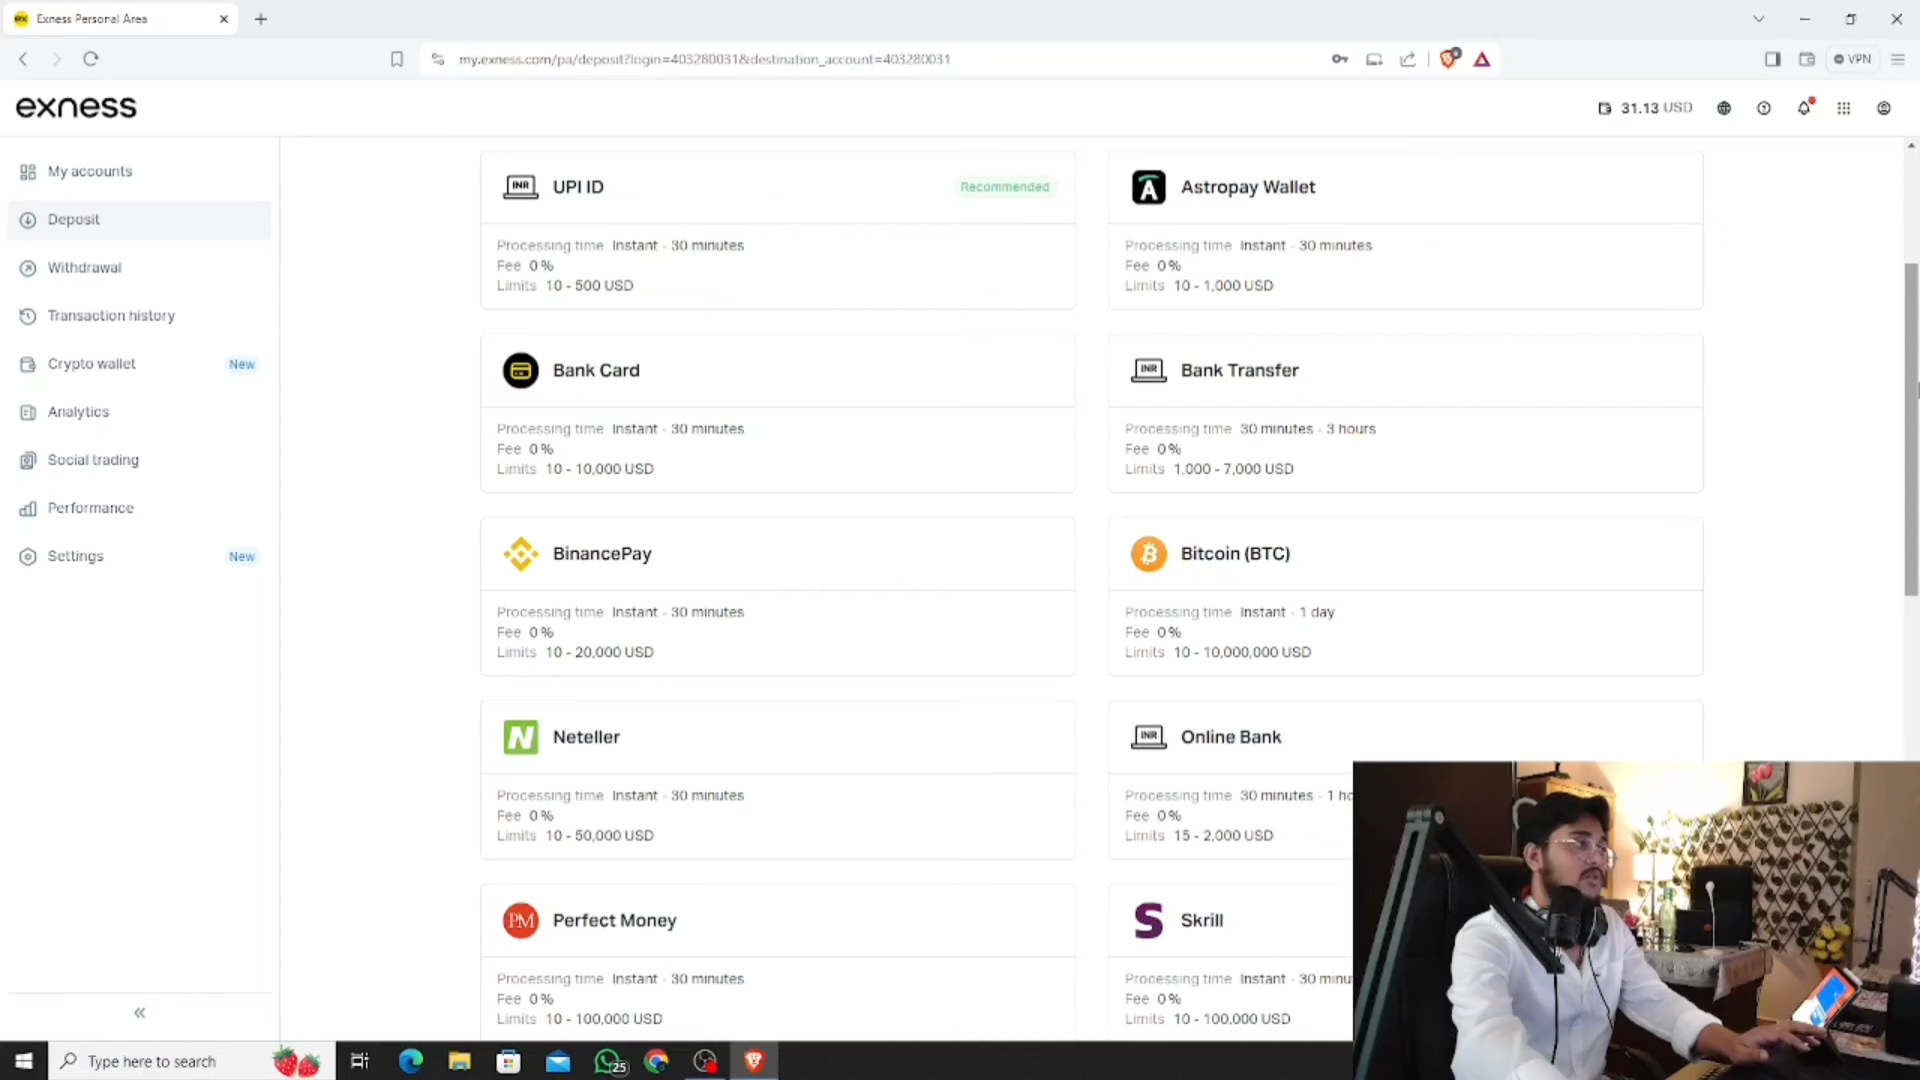 Exness Personal Area
my.exness.com/pa/deposit?login=403280031&destination_account=403280031
VPN
exness
31.13 USD
My accounts
Deposit
Withdrawal
Transaction history
Crypto wallet New
Analytics
Social trading
Performance
Settings New
INR UPI ID Recommended
Processing time Instant - 30 minutes
Fee 0 %
Limits 10 - 500 USD
Astropay Wallet
Processing time Instant - 30 minutes
Fee 0 %
Limits 10 - 1,000 USD
Bank Card
Processing time Instant - 30 minutes
Fee 0 %
Limits 10 - 10,000 USD
INR Bank Transfer
Processing time 30 minutes - 3 hours
Fee 0 %
Limits 1,000 - 7,000 USD
BinancePay
Processing time Instant - 30 minutes
Fee 0 %
Limits 10 - 20,000 USD
Bitcoin (BTC)
Processing time Instant - 1 day
Fee 0 %
Limits 10 - 10,000,000 USD
N Neteller
Processing time Instant - 30 minutes
Fee 0 %
Limits 10 - 50,000 USD
INR Online Bank
Processing time 30 minutes - 1 ho
Fee 0 %
Limits 15 - 2,000 USD
PM Perfect Money
Processing time Instant - 30 minutes
Fee 0 %
Limits 10 - 100,000 USD
S Skrill
Processing time Instant - 30 minu
Fee 0 %
Limits 10 - 100,000 USD
Type here to search
25